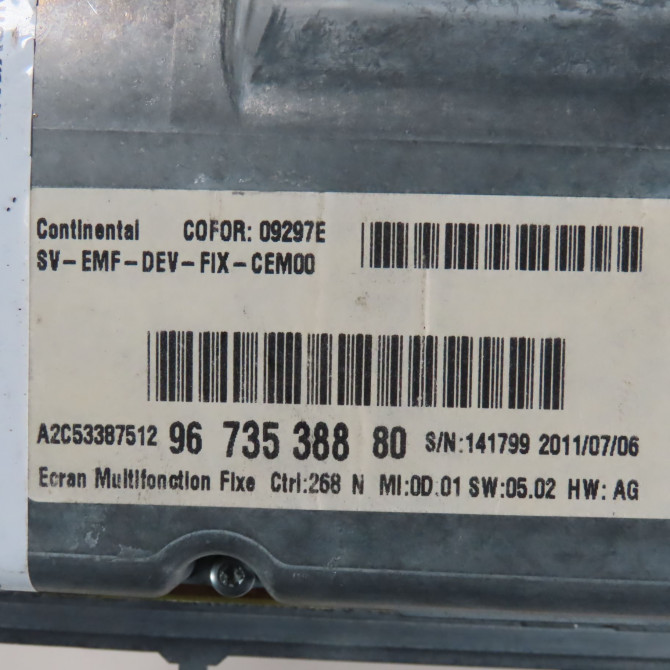 Continental COFOR: 09297E
SV-EMF-DEV-FIX-CEM00
A2C53387512 96 735 388 80 S/N:141799 2011/07/06
Ecran Multifonction Fixe Ctrl:268 N MI:0D.01 SW:05.02 HW: AG